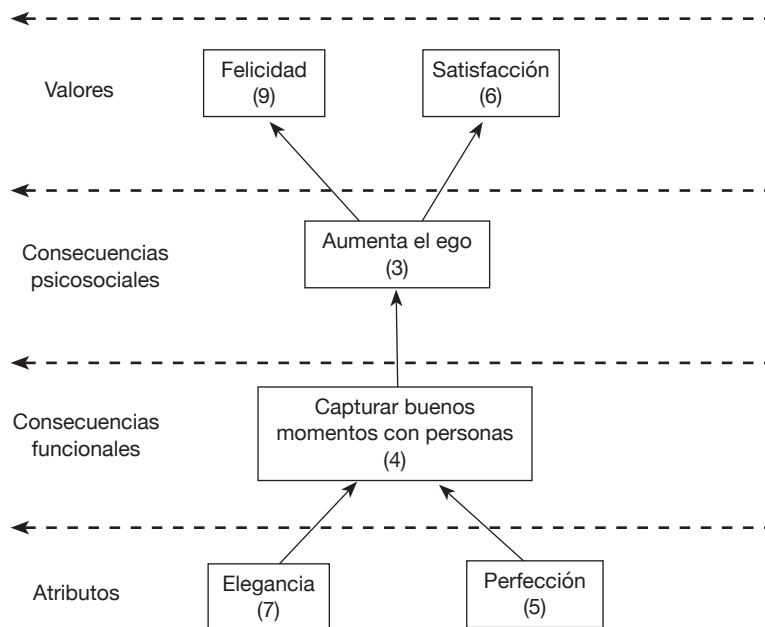 Valores
Felicidad
(9)
Satisfacción
(6)
Consecuencias
psicosociales
Aumenta el ego
(3)
Consecuencias
funcionales
Capturar buenos
momentos con personas
(4)
Atributos
Elegancia
(7)
Perfección
(5)